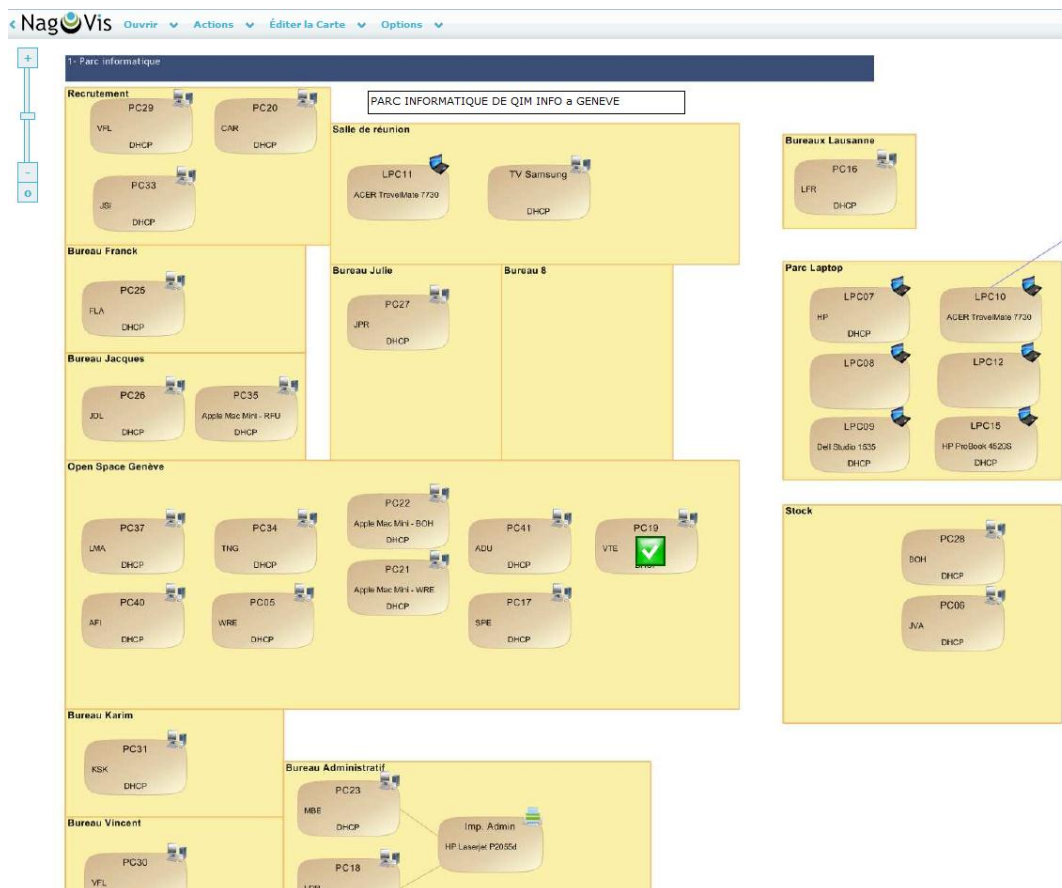 NagVis
Ouvrir Actions Éditer la Carte Options
1- Parc informatique
PARC INFORMATIQUE DE QIM INFO a GENEVE
Recrutement
PC29
VFL
DHCP
PC20
CAR
DHCP
PC33
JSI
DHCP
Salle de réunion
LPC11
ACER TravelMate 7730
TV Samsung
DHCP
Bureaux Lausanne
PC16
LFR
DHCP
Bureau Franck
PC25
FLA
DHCP
Bureau Julie
PC27
JPR
DHCP
Bureau 8
Parc Laptop
LPC07
HP
DHCP
LPC10
ACER TravelMate 7730
LPC08
LPC12
LPC09
Dell Studio 1535
DHCP
LPC15
HP ProBook 4520S
DHCP
Bureau Jacques
PC26
JDL
DHCP
PC35
Apple Mac Mini - RFU
DHCP
Open Space Genève
PC37
LMA
DHCP
PC34
TNG
DHCP
PC22
Apple Mac Mini - BOH
DHCP
PC41
ADU
DHCP
PC19
VTE
DHCP
PC40
AFI
DHCP
PC05
WRE
DHCP
PC21
Apple Mac Mini - WRE
DHCP
PC17
SPE
DHCP
Stock
PC28
BOH
DHCP
PC06
JVA
DHCP
Bureau Karim
PC31
KSK
DHCP
Bureau Administratif
PC23
MBE
DHCP
Imp. Admin
HP Laserjet P2055d
PC18
Bureau Vincent
PC30
VFL